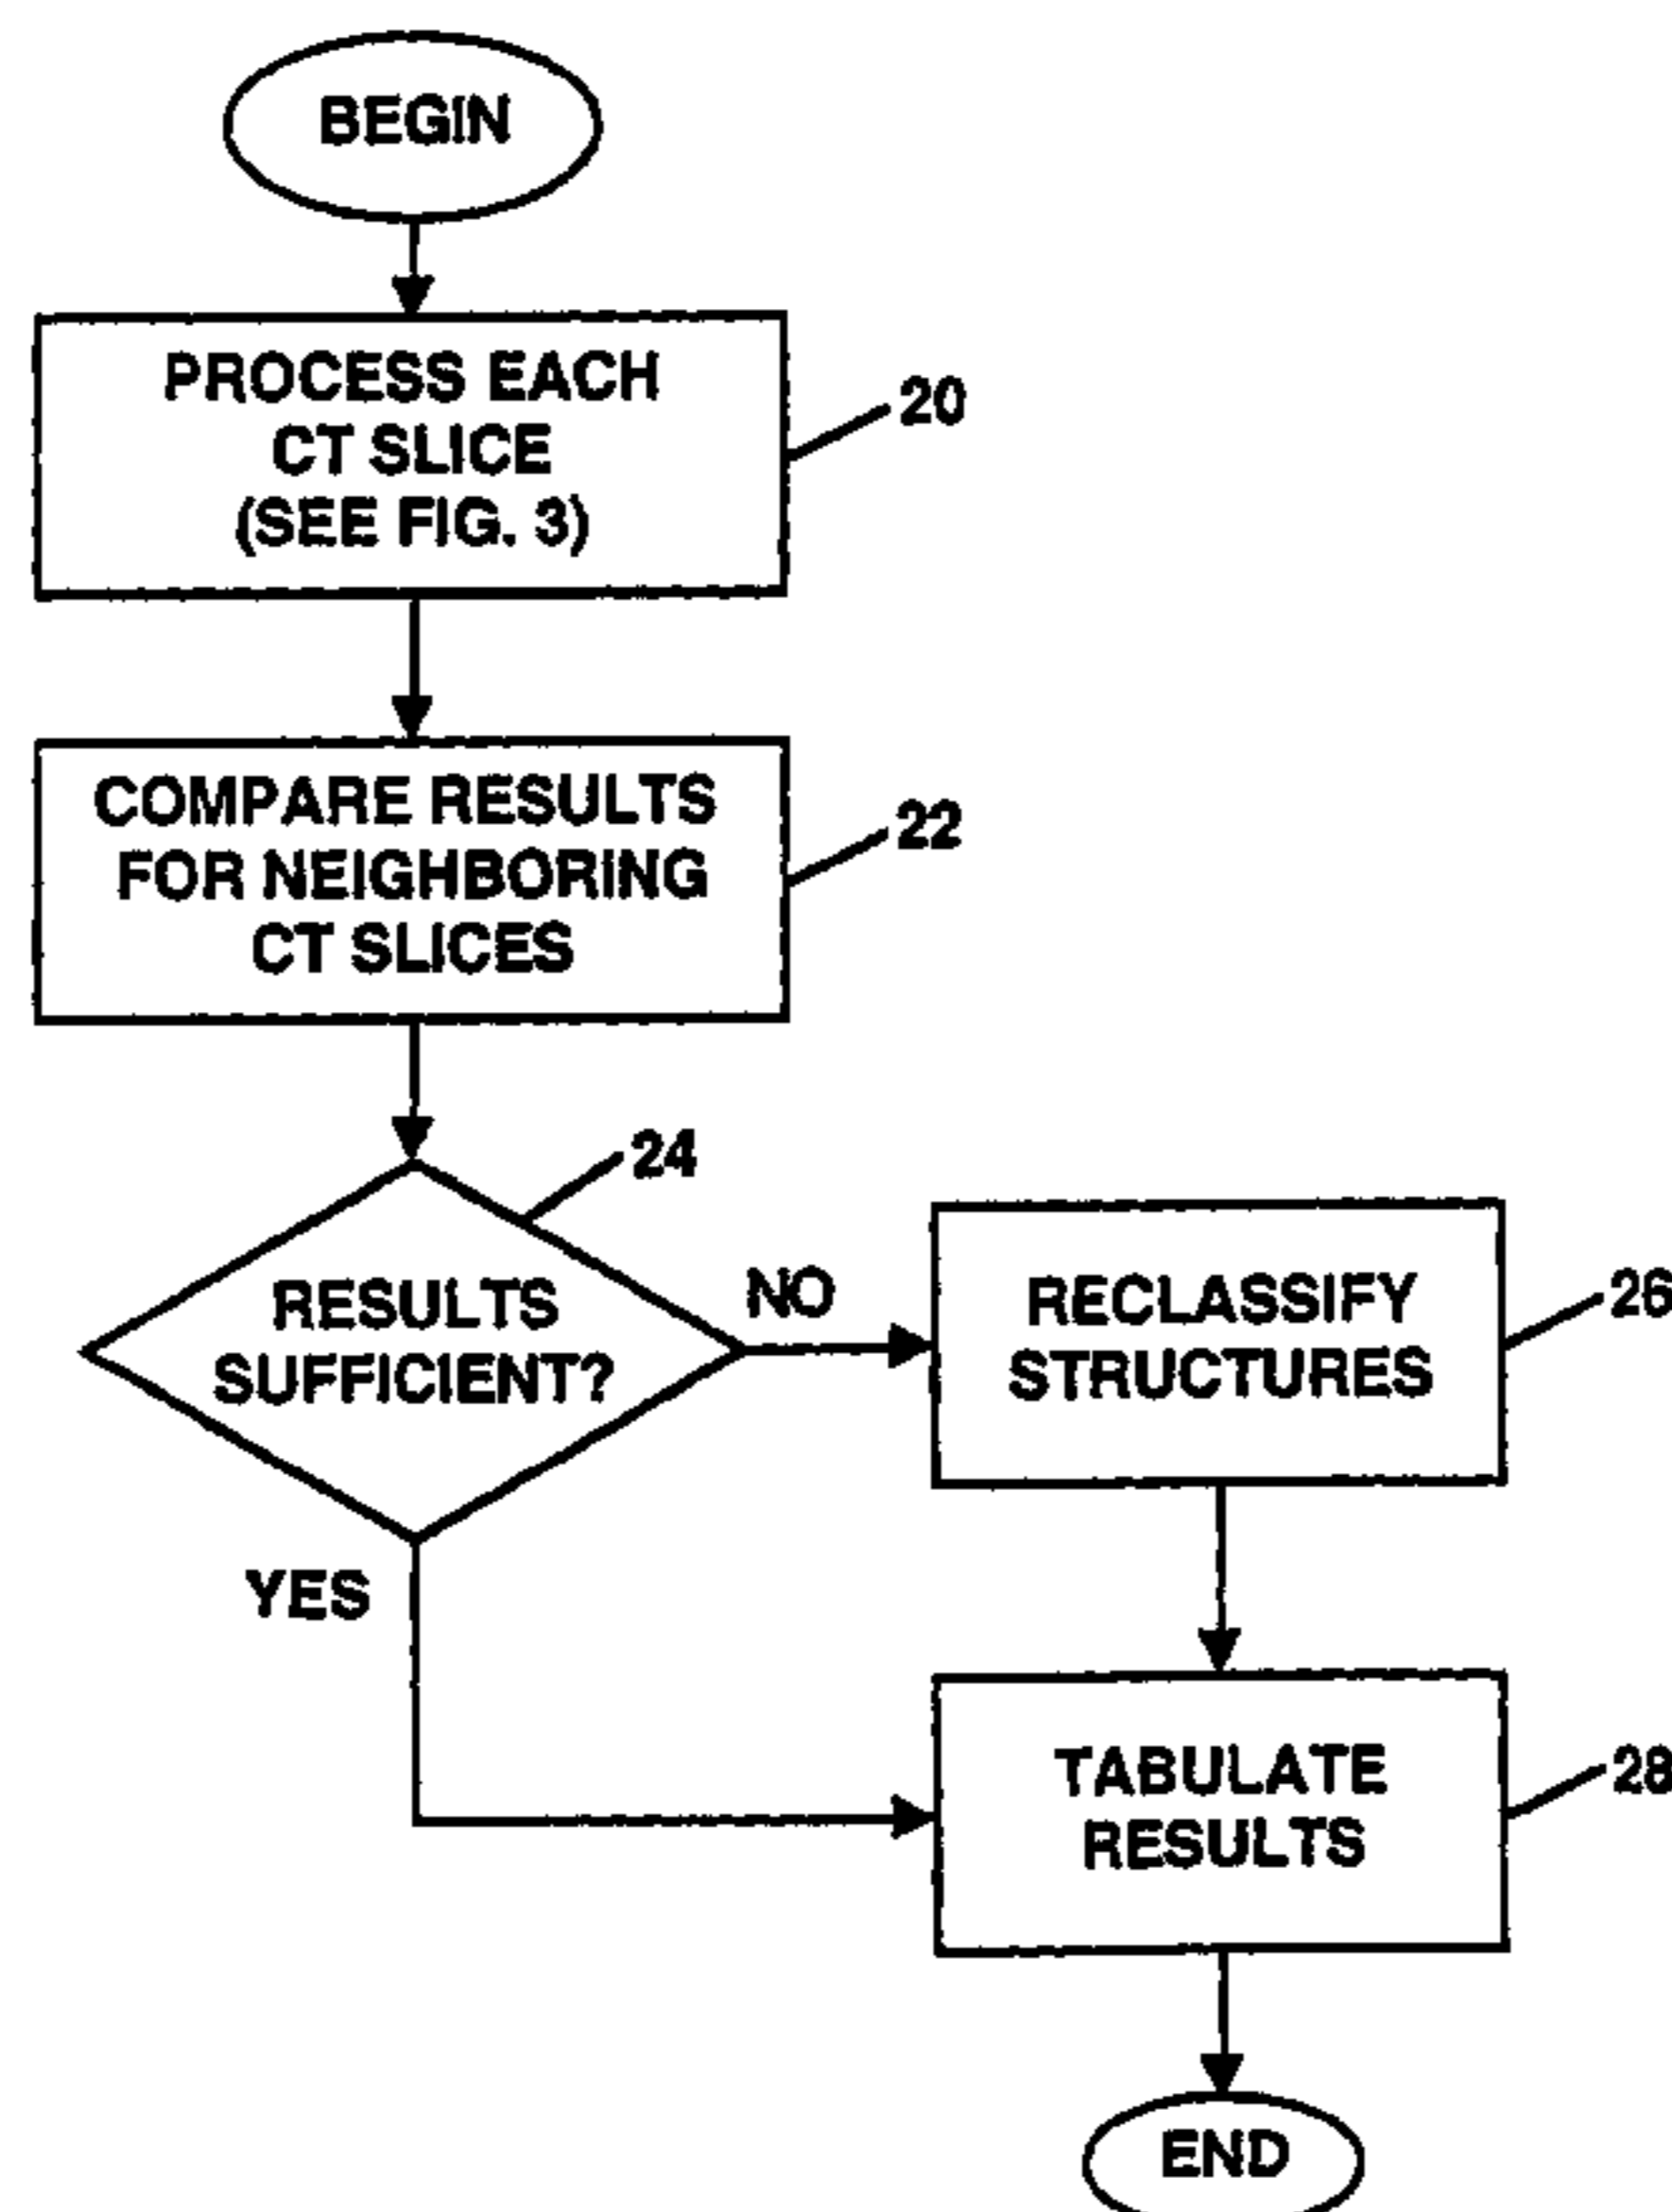 BEGIN
PROCESS EACH
CT SLICE
(SEE FIG. 3)
20
COMPARE RESULTS
FOR NEIGHBORING
CT SLICES
22
24
RESULTS
SUFFICIENT?
NO
RECLASSIFY
STRUCTURES
26
YES
TABULATE
RESULTS
28
END